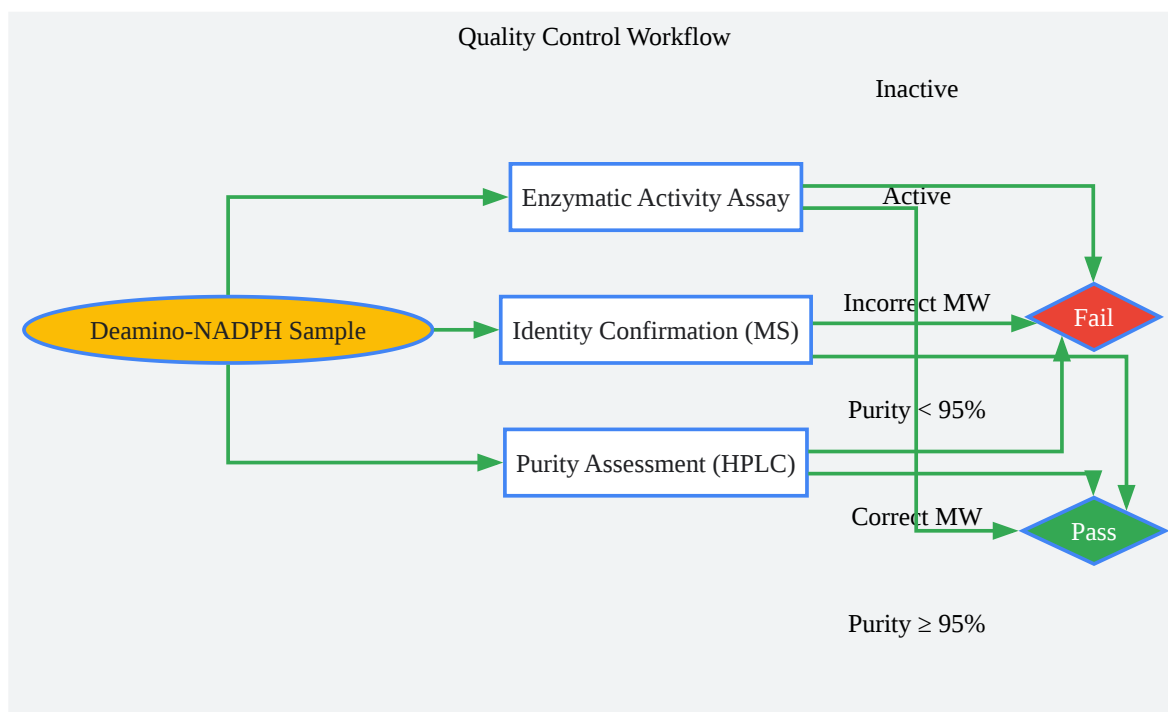 Quality Control Workflow
Inactive
Enzymatic Activity Assay
Active
Deamino-NADPH Sample
Identity Confirmation (MS)
Incorrect MW
Fail
Purity < 95%
Purity Assessment (HPLC)
Correct MW
Pass
Purity ≥ 95%